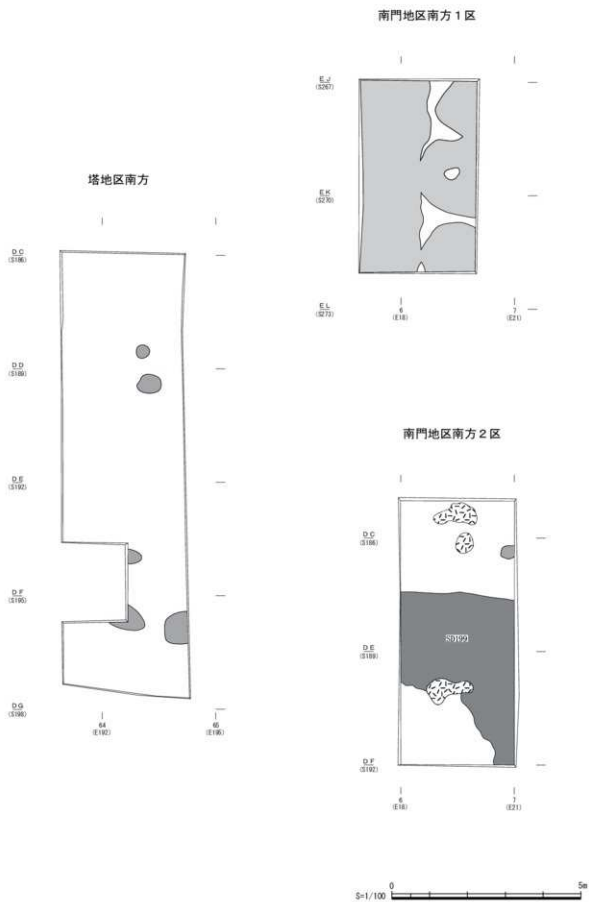 南門地区南方1区
E J
(S267)
E K
(S270)
E L
(S273)
6
(E18)
7
(E21)
塔地区南方
D C
(S186)
D D
(S189)
D E
(S192)
D F
(S195)
D G
(S198)
64
(E192)
65
(E195)
南門地区南方2区
D C
(S186)
D E
(S189)
D F
(S192)
SD199
6
(E18)
7
(E21)
S=1/100
0
5m